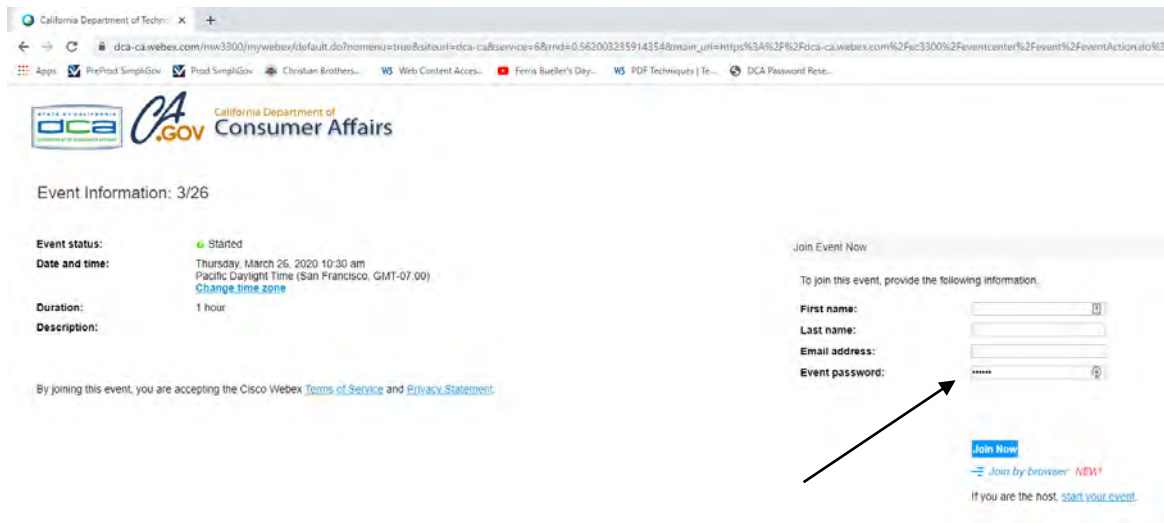 California Department of Techno
dca-ca.webex.com/mw3300/mywebex/default.do?nomenu=true&siteurl=dca-ca&service=6&rnd=0.5620032359143548&main_url=https%3A%2F%2Fdca-ca.webex.com%2Fec3300%2Feventcenter%2Fevent%2FeventAction.do%3
Apps PreProd SimpliGov Prod SimpliGov Christian Brothers... W3 Web Content Acces... Ferris Bueller's Day... W3 PDF Techniques | Te... DCA Password Rese...
dca
CA.GOV
California Department of
Consumer Affairs
Event Information: 3/26
Event status: Started
Date and time: Thursday, March 26, 2020 10:30 am
Pacific Daylight Time (San Francisco, GMT-07:00)
Change time zone
Duration: 1 hour
Description:
By joining this event, you are accepting the Cisco Webex Terms of Service and Privacy Statement.
Join Event Now
To join this event, provide the following information.
First name:
Last name:
Email address:
Event password:
Join Now
Join by browser NEW!
If you are the host, start your event.